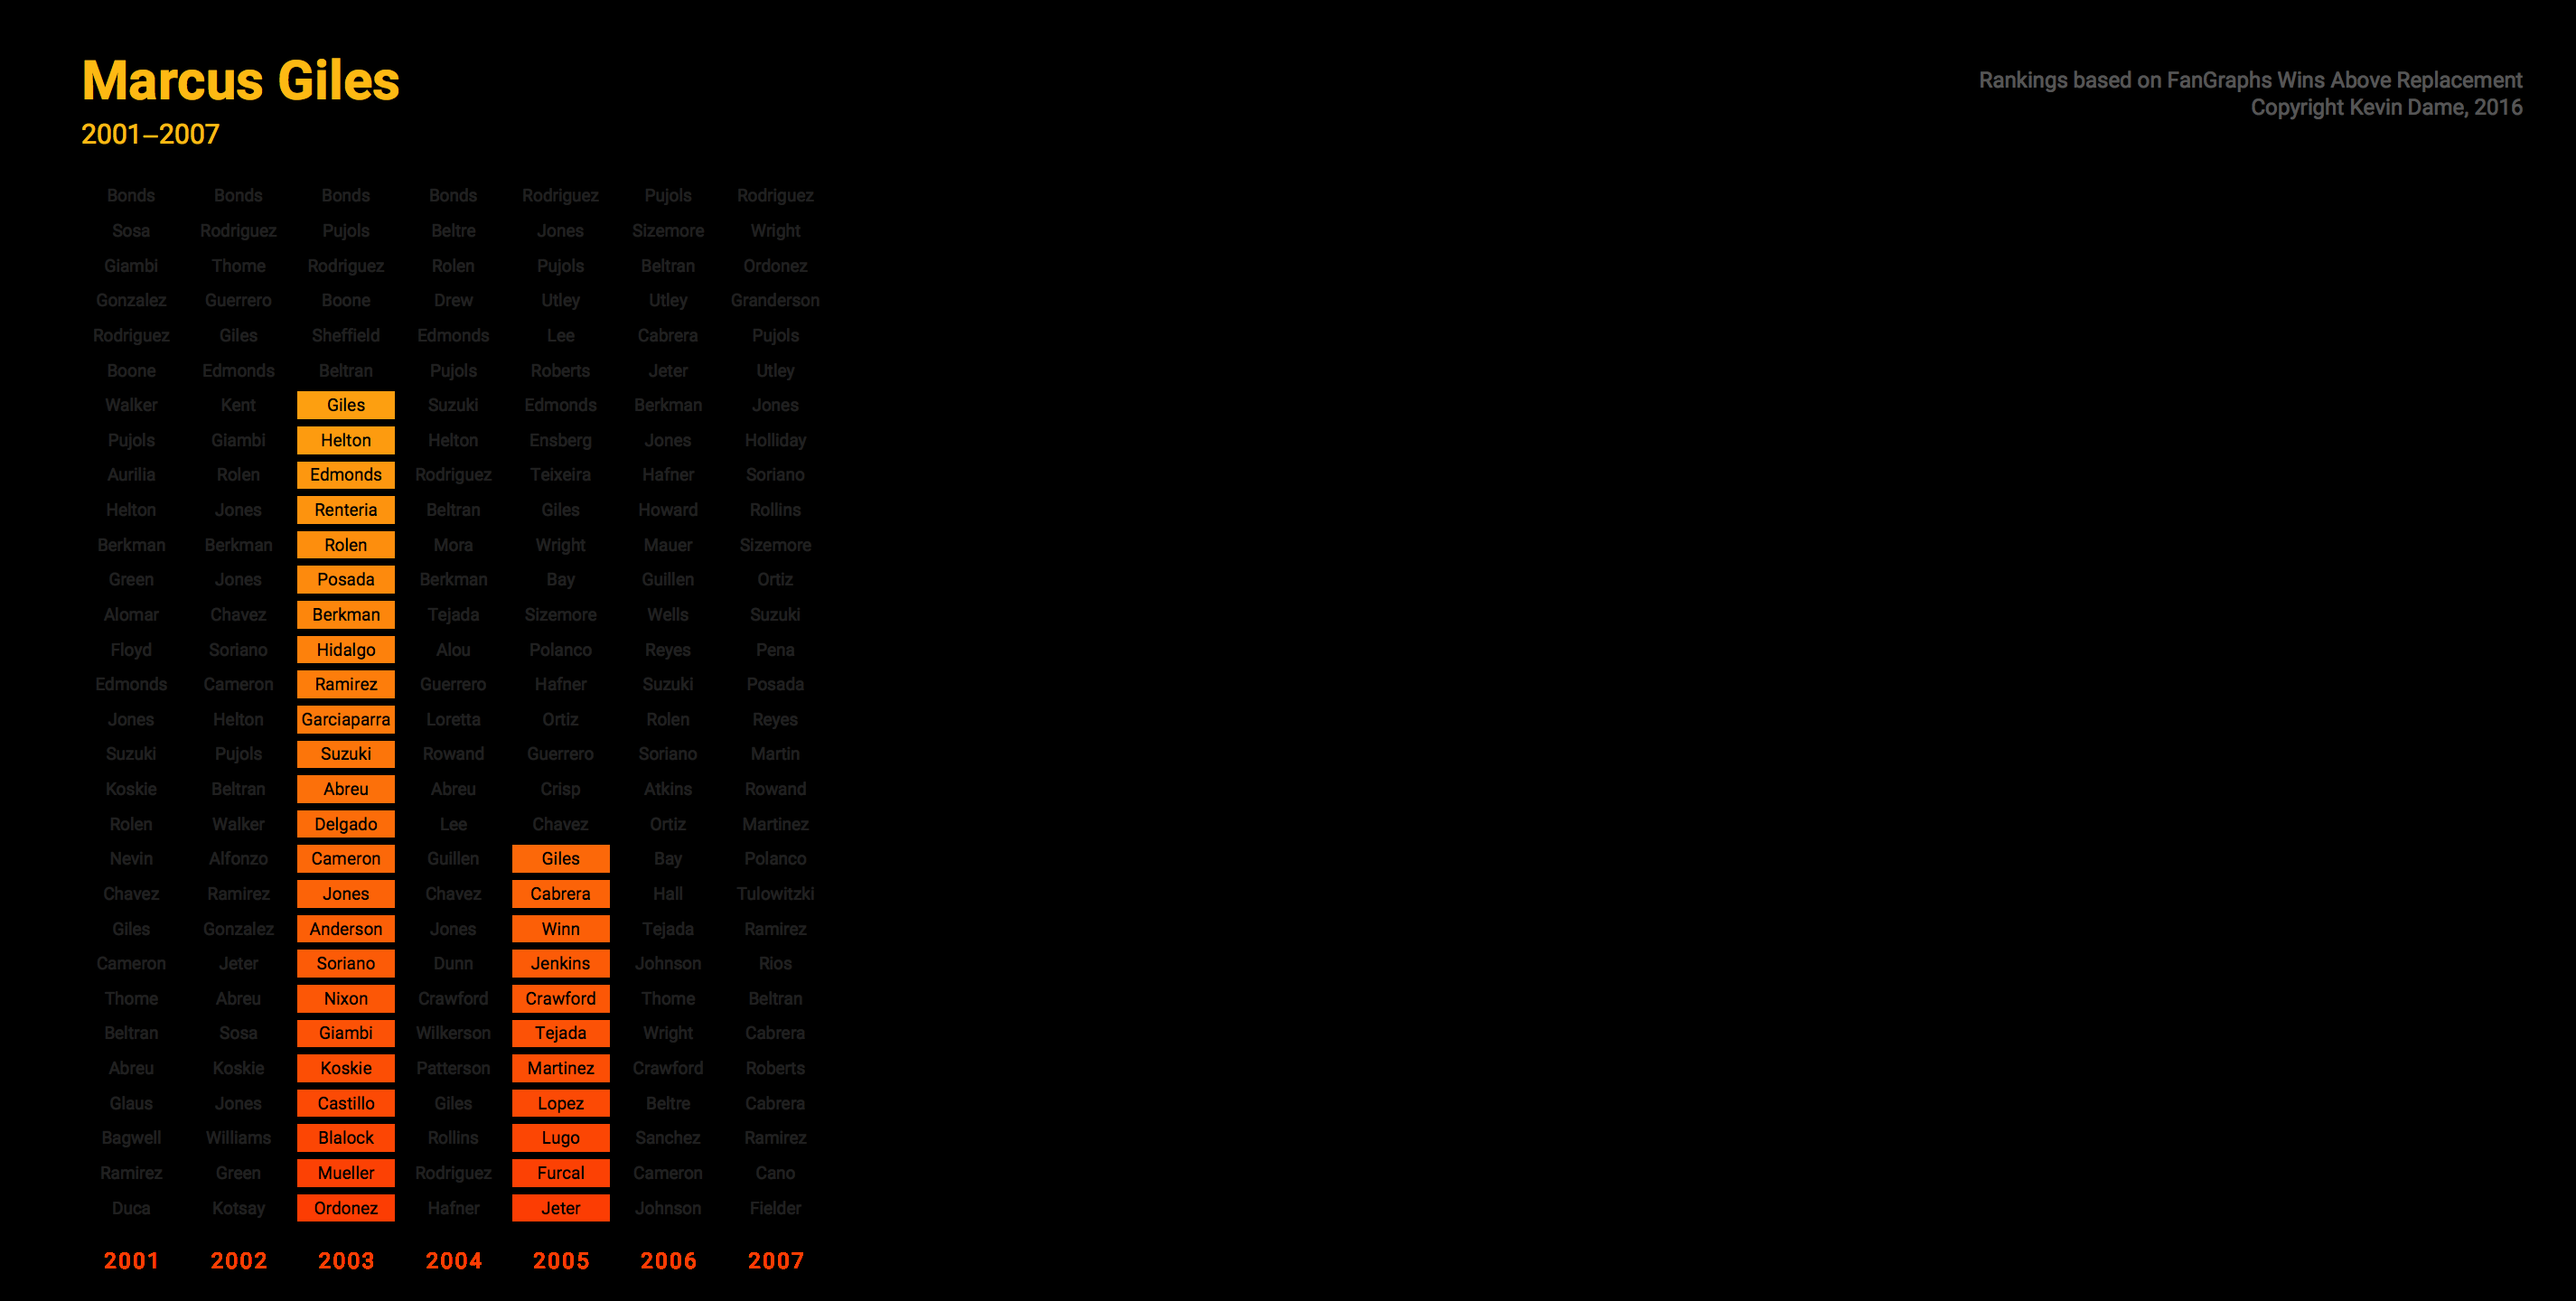 Marcus Giles
2001–2007
Rankings based on FanGraphs Wins Above Replacement
Copyright Kevin Dame, 2016
Bonds Bonds Bonds Bonds Rodriguez Pujols Rodriguez
Sosa Rodriguez Pujols Beltre Jones Sizemore Wright
Giambi Thome Rodriguez Rolen Pujols Beltran Ordonez
Gonzalez Guerrero Boone Drew Utley Utley Granderson
Rodriguez Giles Sheffield Edmonds Lee Cabrera Pujols
Boone Edmonds Beltran Pujols Roberts Jeter Utley
Walker Kent Giles Suzuki Edmonds Berkman Jones
Pujols Giambi Helton Helton Ensberg Jones Holliday
Aurilia Rolen Edmonds Rodriguez Teixeira Hafner Soriano
Helton Jones Renteria Beltran Giles Howard Rollins
Berkman Berkman Rolen Mora Wright Mauer Sizemore
Green Jones Posada Berkman Bay Guillen Ortiz
Alomar Chavez Berkman Tejada Sizemore Wells Suzuki
Floyd Soriano Hidalgo Alou Polanco Reyes Pena
Edmonds Cameron Ramirez Guerrero Hafner Suzuki Posada
Jones Helton Garciaparra Loretta Ortiz Rolen Reyes
Suzuki Pujols Suzuki Rowand Guerrero Soriano Martin
Koskie Beltran Abreu Abreu Crisp Atkins Rowand
Rolen Walker Delgado Lee Chavez Ortiz Martinez
Nevin Alfonzo Cameron Guillen Giles Bay Polanco
Chavez Ramirez Jones Chavez Cabrera Hall Tulowitzki
Giles Gonzalez Anderson Jones Winn Tejada Ramirez
Cameron Jeter Soriano Dunn Jenkins Johnson Rios
Thome Abreu Nixon Crawford Crawford Thome Beltran
Beltran Sosa Giambi Wilkerson Tejada Wright Cabrera
Abreu Koskie Koskie Patterson Martinez Crawford Roberts
Glaus Jones Castillo Giles Lopez Beltre Cabrera
Bagwell Williams Blalock Rollins Lugo Sanchez Ramirez
Ramirez Green Mueller Rodriguez Furcal Cameron Cano
Duca Kotsay Ordonez Hafner Jeter Johnson Fielder
2001 2002 2003 2004 2005 2006 2007